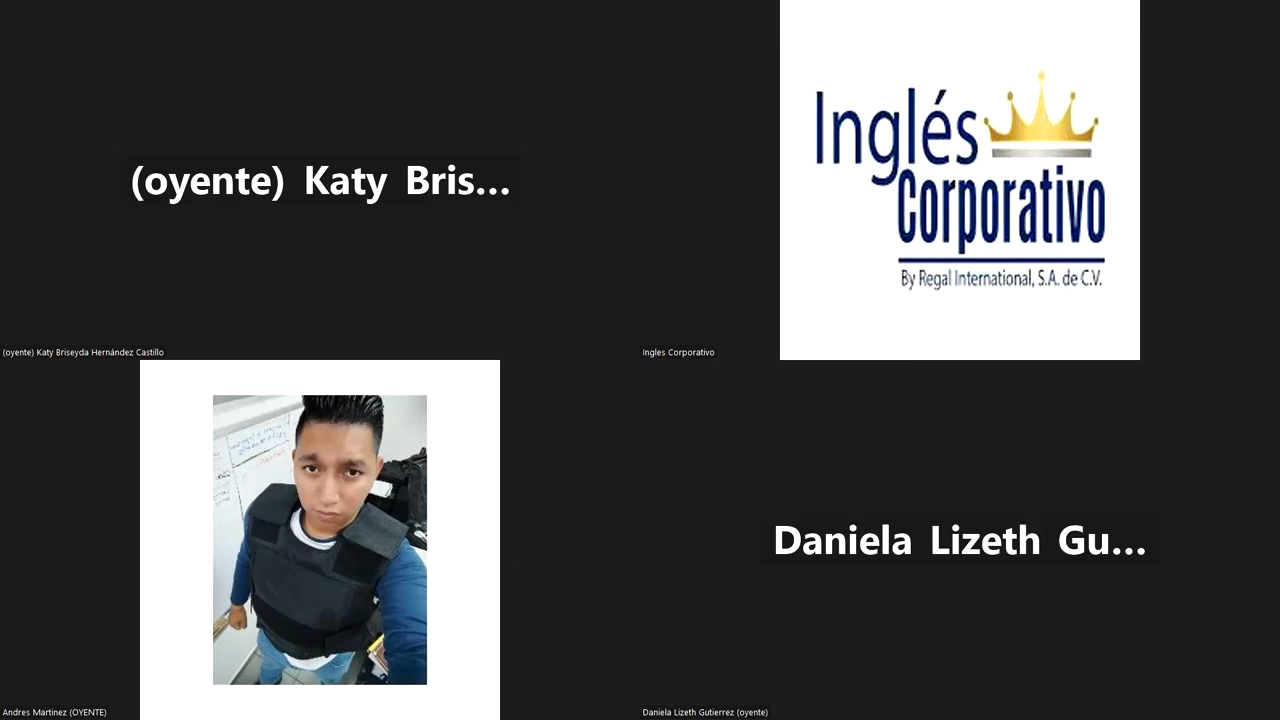 (oyente) Katy Bris...
(oyente) Katy Briseyda Hernández Castillo
Inglés
Corporativo
By Regal International, S.A. de C.V.
Ingles Corporativo
Andres Martinez (OYENTE)
Daniela Lizeth Gu...
Daniela Lizeth Gutierrez (oyente)